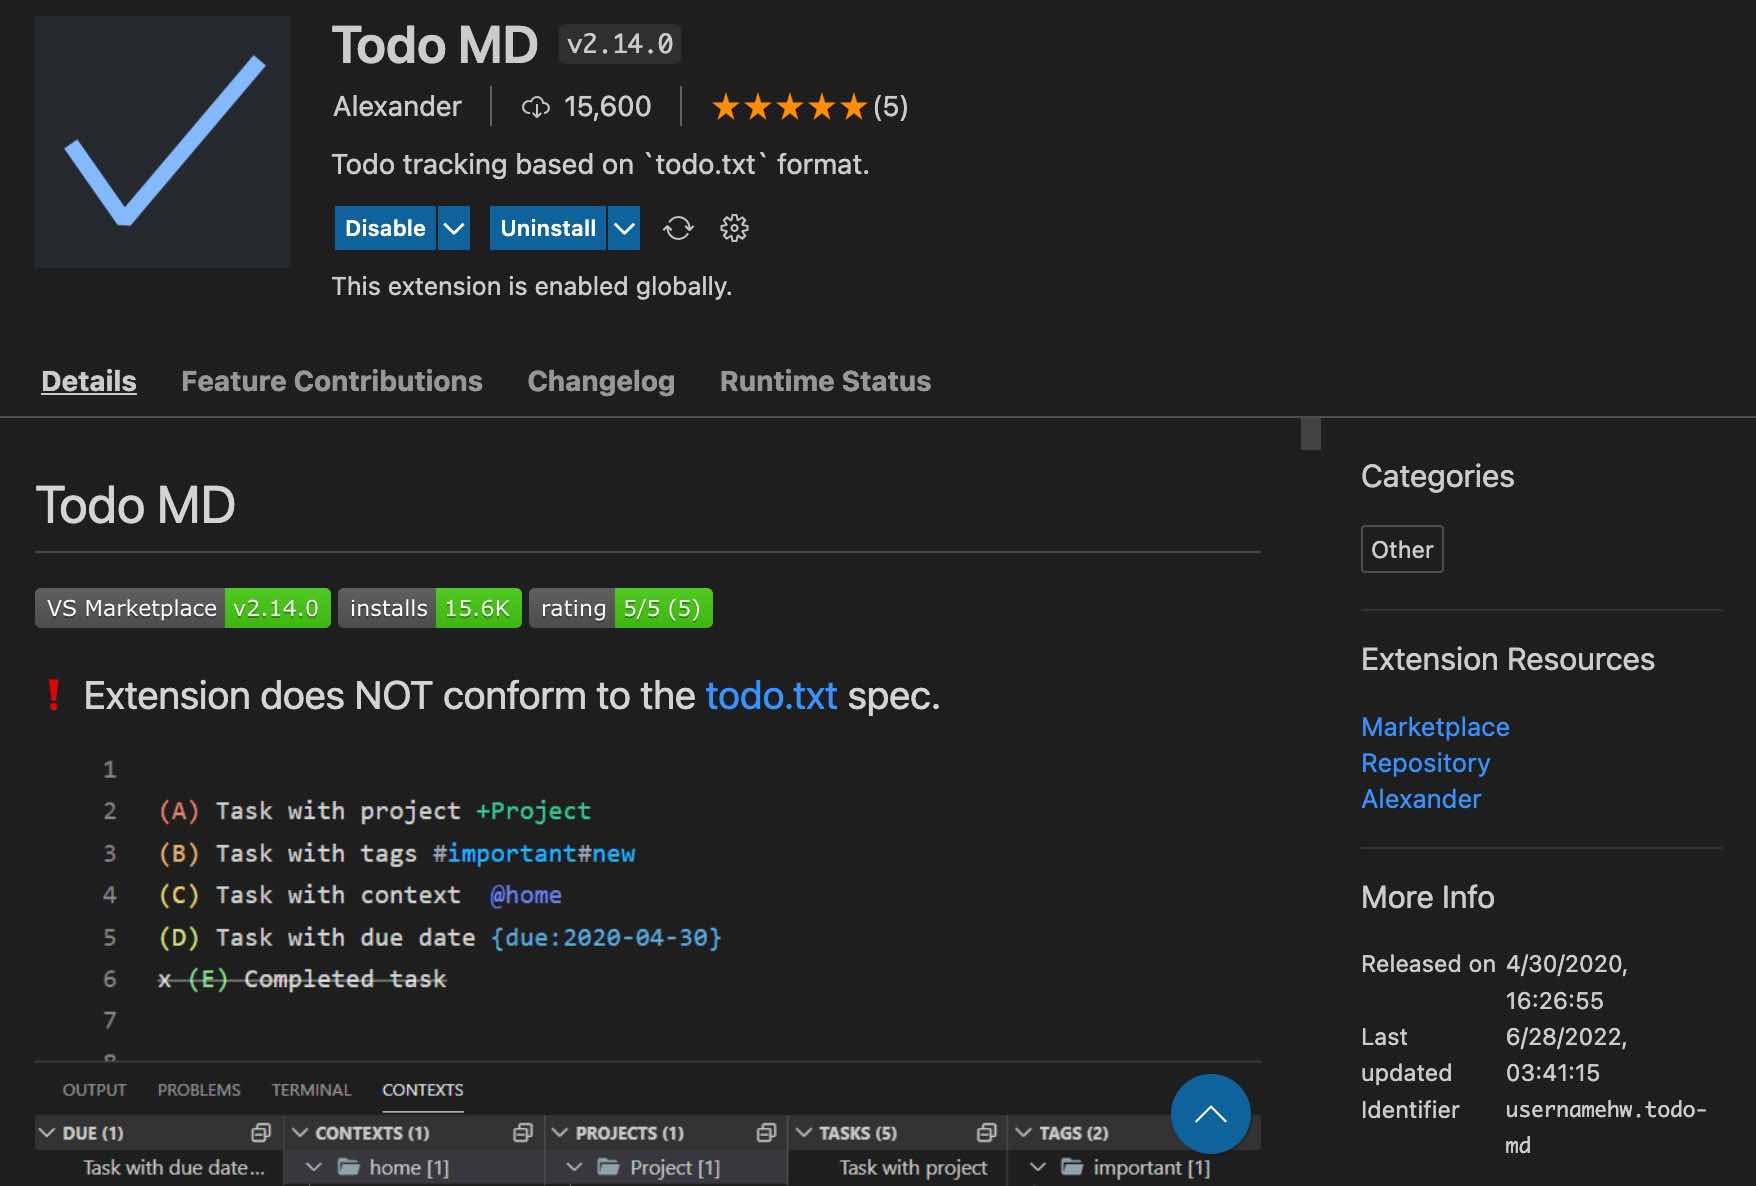 Todo MD v2.14.0
Alexander 15,600 (5)
Todo tracking based on `todo.txt` format.
Disable Uninstall
This extension is enabled globally.
Details Feature Contributions Changelog Runtime Status
Todo MD
VS Marketplace v2.14.0 installs 15.6K rating 5/5 (5)
❗ Extension does NOT conform to the todo.txt spec.
1
2 (A) Task with project +Project
3 (B) Task with tags #important#new
4 (C) Task with context @home
5 (D) Task with due date {due:2020-04-30}
6 x (E) Completed task
7
8
OUTPUT PROBLEMS TERMINAL CONTEXTS
DUE (1) CONTEXTS (1) PROJECTS (1) TASKS (5) TAGS (2)
Task with due date... home [1] Project [1] Task with project important [1]
Categories
Other
Extension Resources
Marketplace
Repository
Alexander
More Info
Released on 4/30/2020,
16:26:55
Last 6/28/2022,
updated 03:41:15
Identifier usernamehw.todo-
md